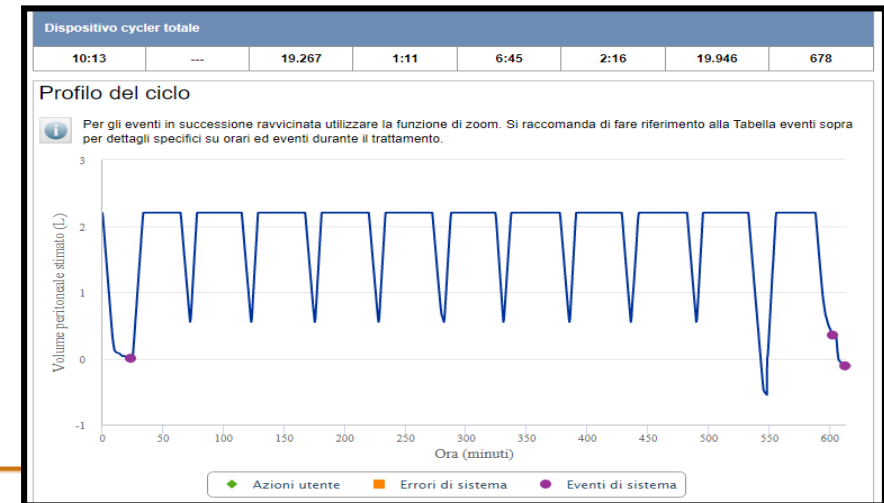 Dispositivo cycler totale
10:13 --- 19.267 1:11 6:45 2:16 19.946 678
Profilo del ciclo
Per gli eventi in successione ravvicinata utilizzare la funzione di zoom. Si raccomanda di fare riferimento alla Tabella eventi sopra
per dettagli specifici su orari ed eventi durante il trattamento.
Volume peritoneale stimato (L)
3
2
1
0
-1
0 50 100 150 200 250 300 350 400 450 500 550 600
Ora (minuti)
Azioni utente Errori di sistema Eventi di sistema